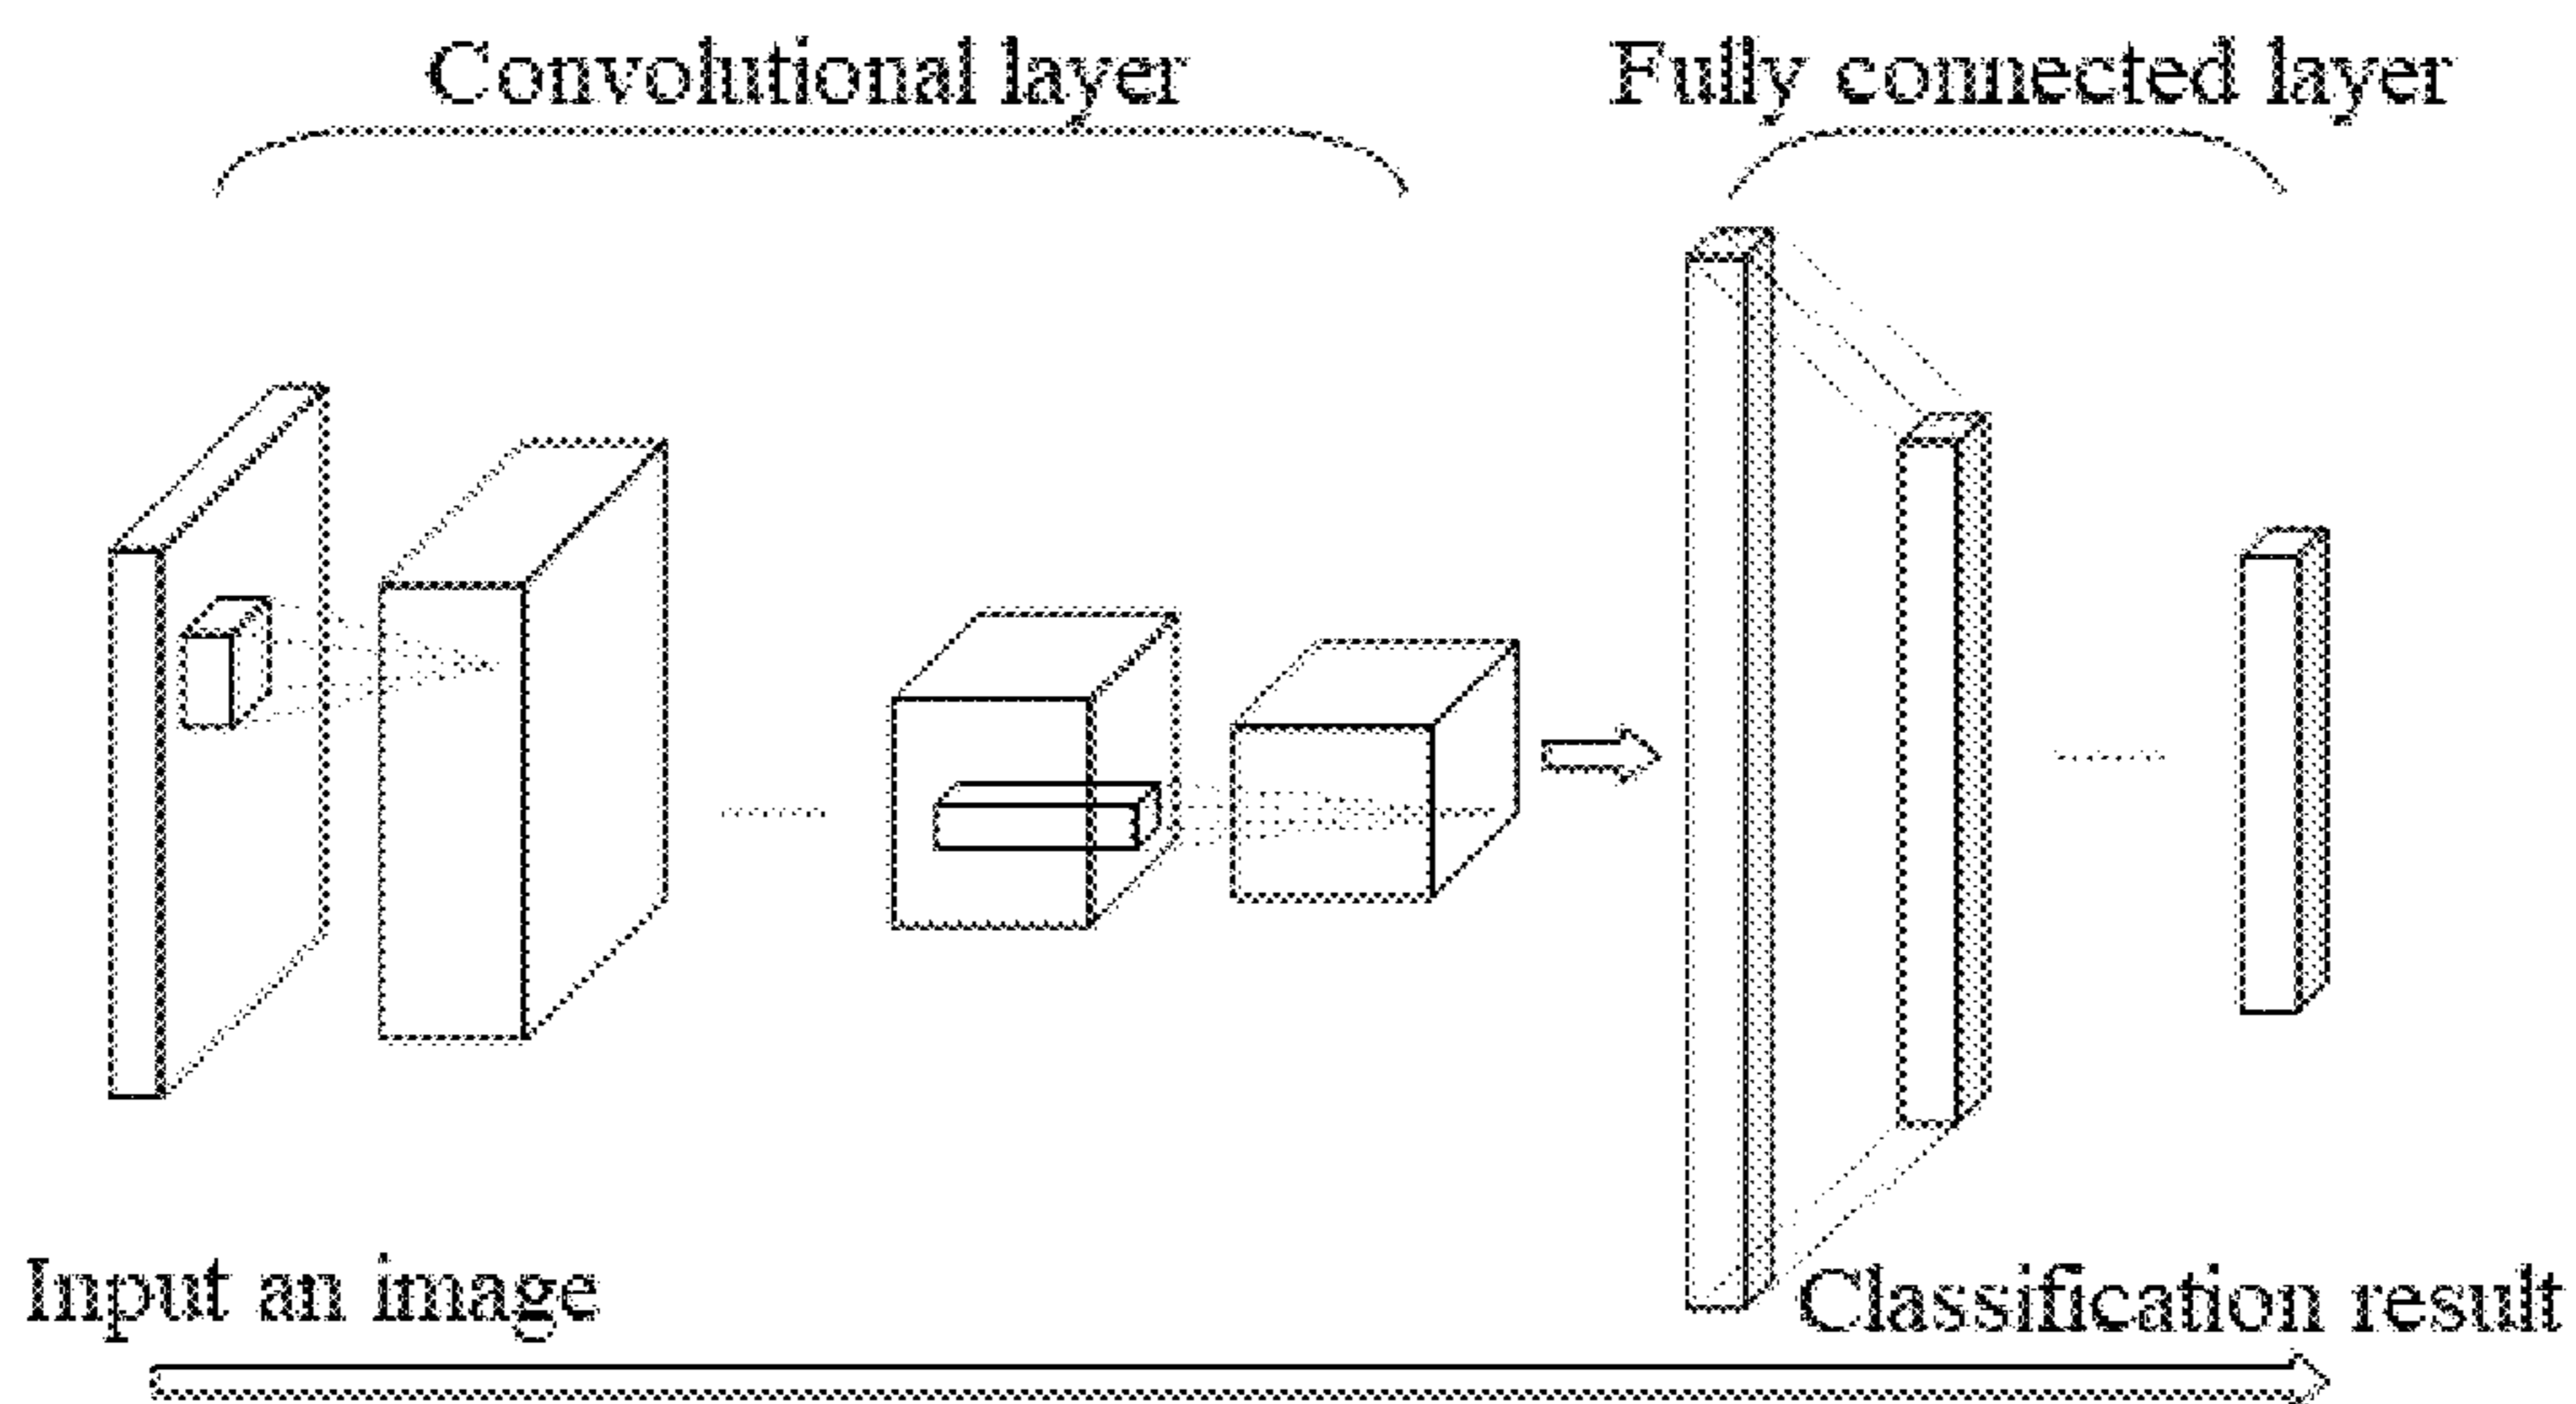 Convolutional layer
Fully connected layer
Input an image
Classification result